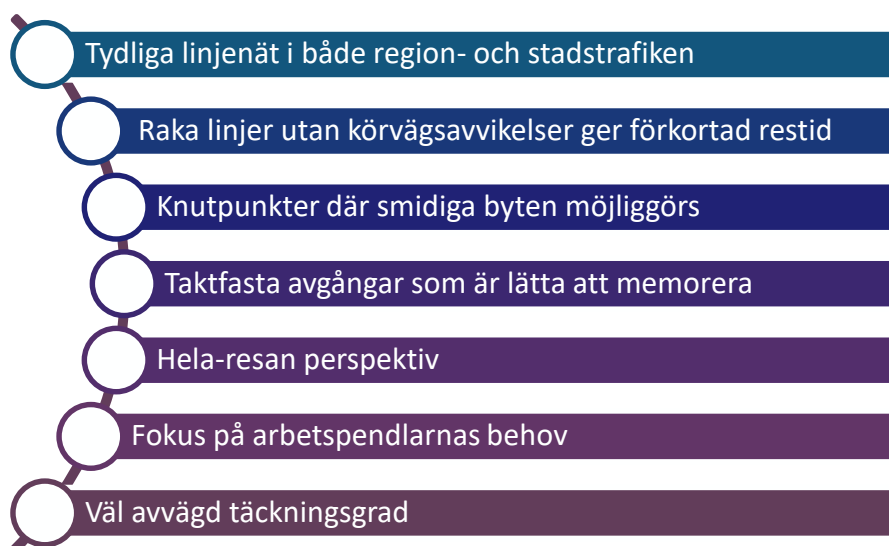 Tydliga linjenät i både region- och stadstrafiken
Raka linjer utan körvägsavvikelser ger förkortad restid
Knutpunkter där smidiga byten möjliggörs
Taktfasta avgångar som är lätta att memorera
Hela-resan perspektiv
Fokus på arbetspendlarnas behov
Väl avvägd täckningsgrad